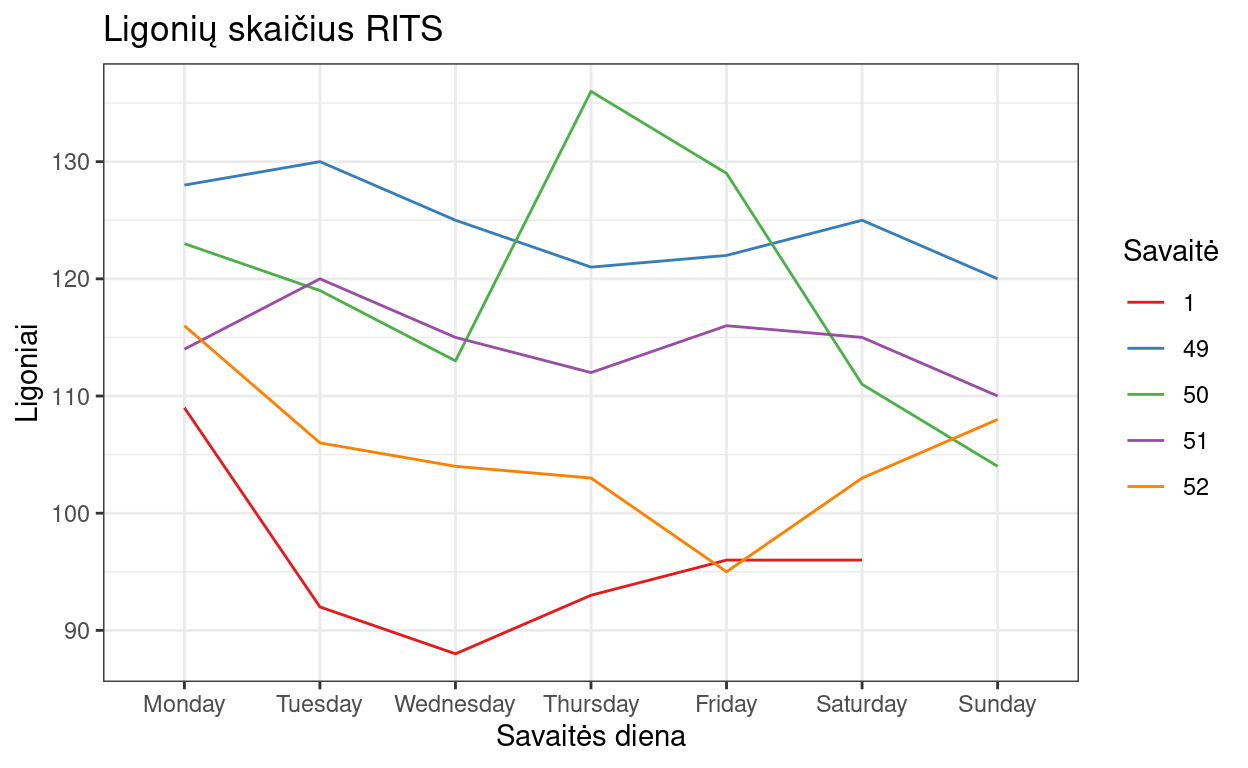 Ligonių skaičius RITS
Ligoniai
130
120
110
100
90
Monday Tuesday Wednesday Thursday Friday Saturday Sunday
Savaitės diena
Savaitė
1
49
50
51
52